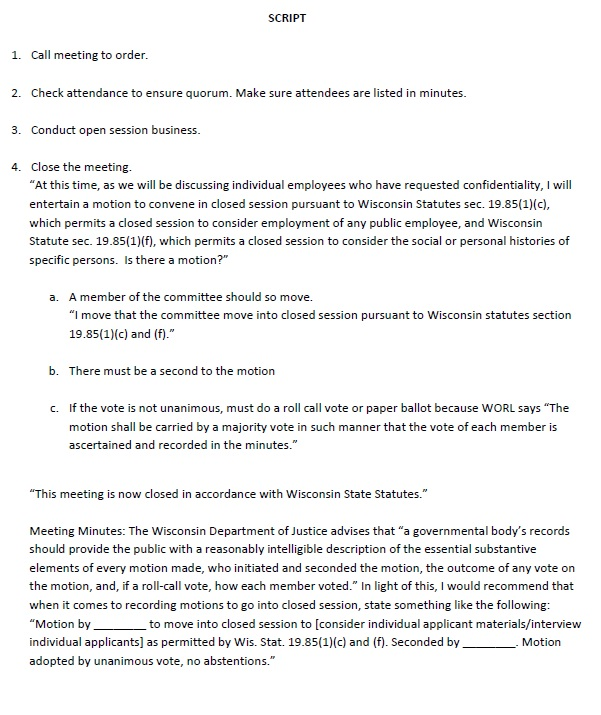 SCRIPT
1. Call meeting to order.
2. Check attendance to ensure quorum. Make sure attendees are listed in minutes.
3. Conduct open session business.
4. Close the meeting.
“At this time, as we will be discussing individual employees who have requested confidentiality, I will
entertain a motion to convene in closed session pursuant to Wisconsin Statutes sec. 19.85(1)(c),
which permits a closed session to consider employment of any public employee, and Wisconsin
Statute sec. 19.85(1)(f), which permits a closed session to consider the social or personal histories of
specific persons. Is there a motion?”
a. A member of the committee should so move.
“I move that the committee move into closed session pursuant to Wisconsin statutes section
19.85(1)(c) and (f).”
b. There must be a second to the motion
c. If the vote is not unanimous, must do a roll call vote or paper ballot because WORL says “The
motion shall be carried by a majority vote in such manner that the vote of each member is
ascertained and recorded in the minutes.”
“This meeting is now closed in accordance with Wisconsin State Statutes.”
Meeting Minutes: The Wisconsin Department of Justice advises that “a governmental body’s records
should provide the public with a reasonably intelligible description of the essential substantive
elements of every motion made, who initiated and seconded the motion, the outcome of any vote on
the motion, and, if a roll-call vote, how each member voted.” In light of this, I would recommend that
when it comes to recording motions to go into closed session, state something like the following:
“Motion by ________ to move into closed session to [consider individual applicant materials/interview
individual applicants] as permitted by Wis. Stat. 19.85(1)(c) and (f). Seconded by ________. Motion
adopted by unanimous vote, no abstentions.”